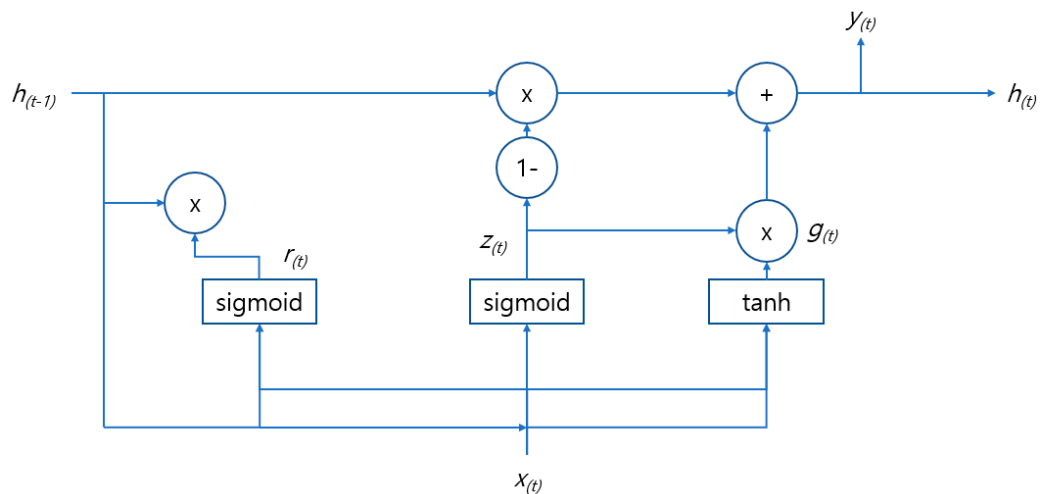 y(t)
h(t-1)
x
+
h(t)
1-
x
r(t)
z(t)
x
g(t)
sigmoid
sigmoid
tanh
x(t)